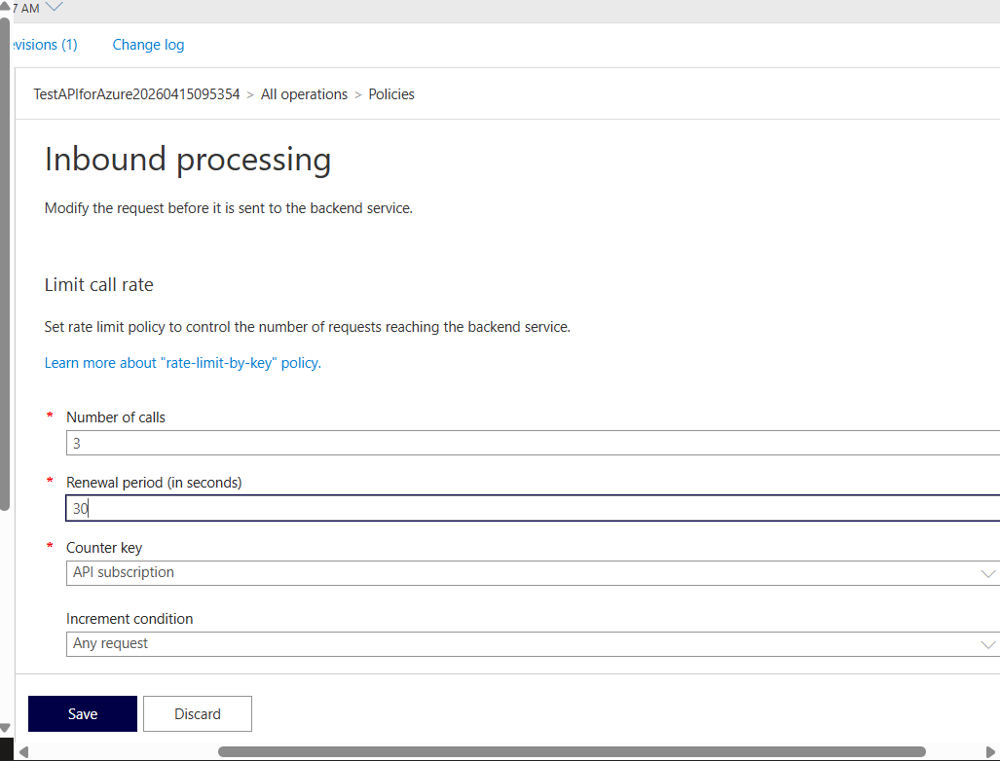 7 AM
evisions (1) Change log
TestAPIforAzure20260415095354 > All operations > Policies
Inbound processing
Modify the request before it is sent to the backend service.
Limit call rate
Set rate limit policy to control the number of requests reaching the backend service.
Learn more about "rate-limit-by-key" policy.
* Number of calls
3
* Renewal period (in seconds)
30
* Counter key
API subscription
Increment condition
Any request
Save Discard